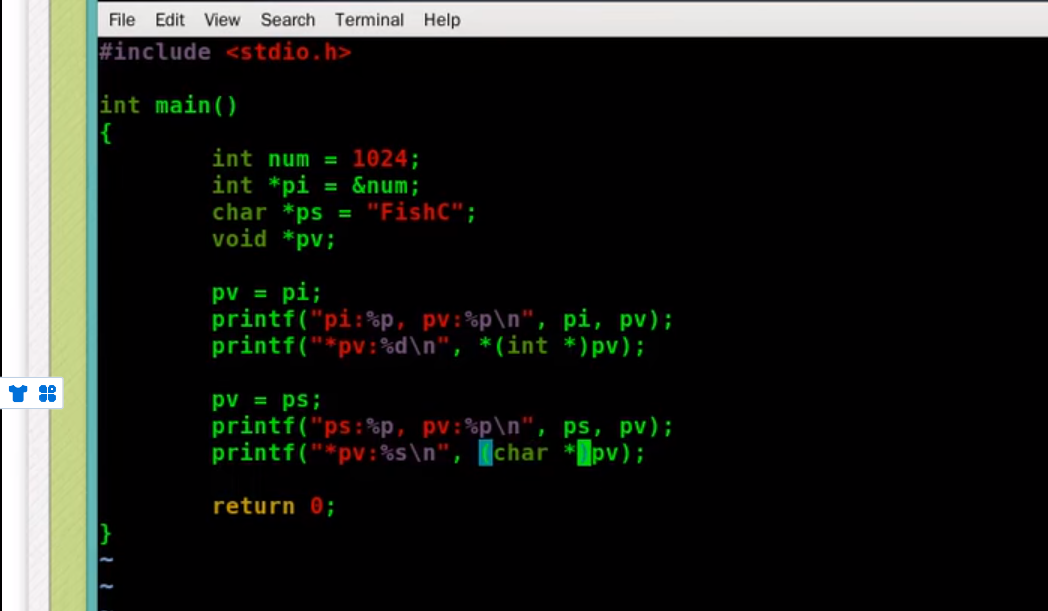 File Edit View Search Terminal Help
#include <stdio.h>
int main()
{
int num = 1024;
int *pi = &num;
char *ps = "FishC";
void *pv;
pv = pi;
printf("pi:%p, pv:%p\n", pi, pv);
printf("*pv:%d\n", *(int *)pv);
pv = ps;
printf("ps:%p, pv:%p\n", ps, pv);
printf("*pv:%s\n", (char *)pv);
return 0;
}
~
~